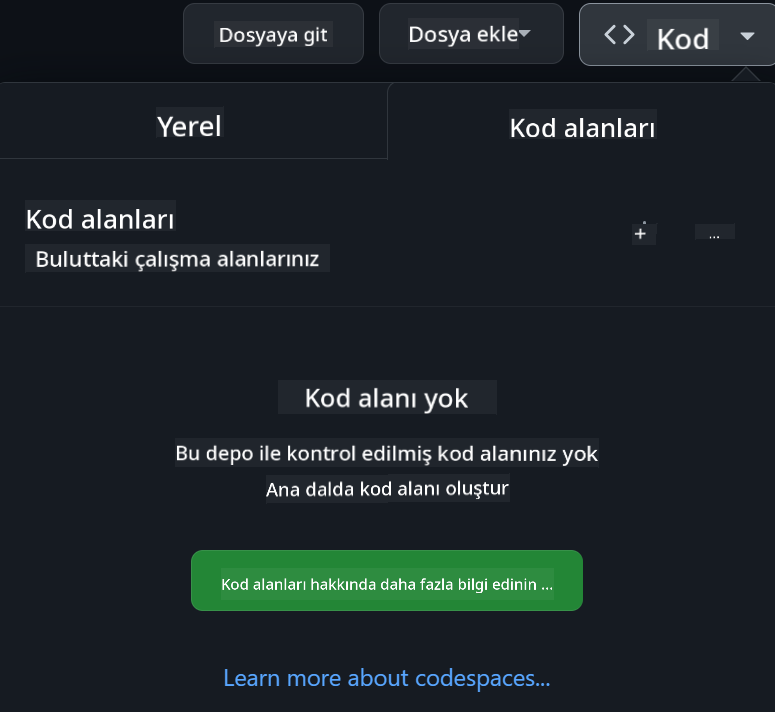 Dosyaya git
Dosya ekle
<> Kod
Yerel
Kod alanları
Kod alanları
+
...
Buluttaki çalışma alanlarınız
Kod alanı yok
Bu depo ile kontrol edilmiş kod alanınız yok
Ana dalda kod alanı oluştur
Kod alanları hakkında daha fazla bilgi edinin ...
Learn more about codespaces...